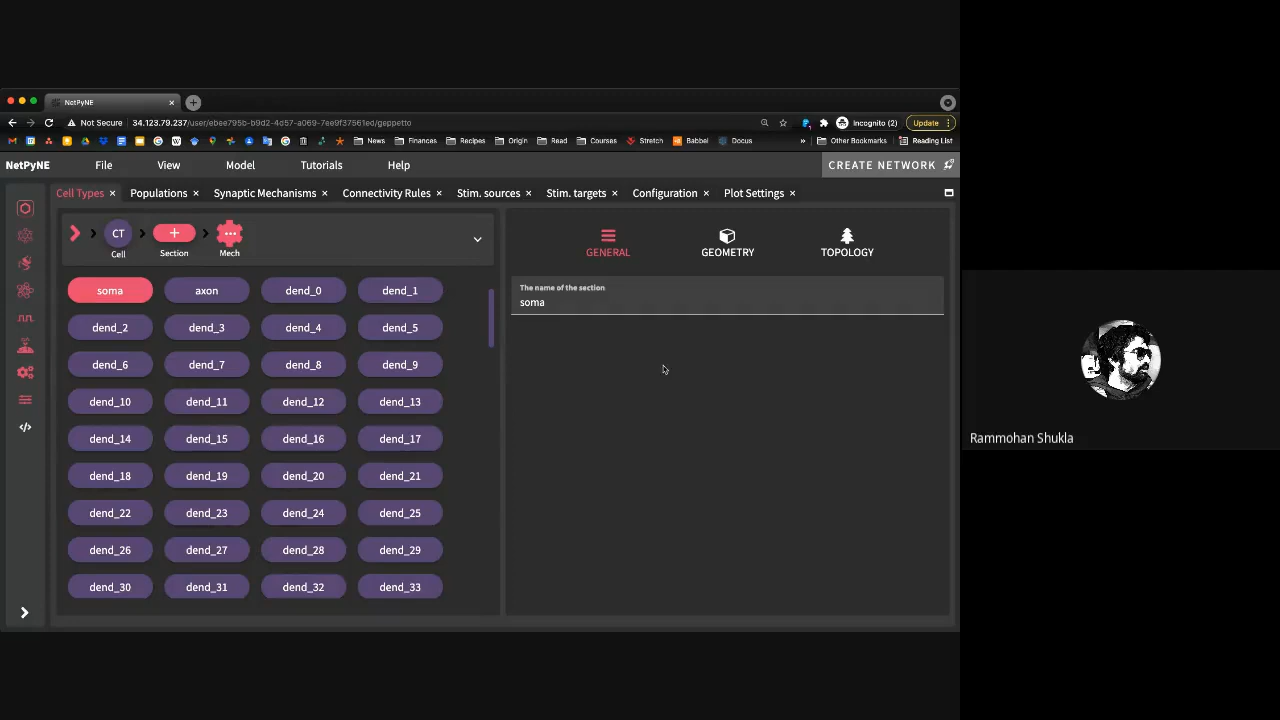 NetPyNE
Not Secure 34.123.79.237/user/ebee795b-b9d2-4d57-a069-7ee9f37561ed/geppetto Incognito (2) Update
News Finances Recipes Origin Read Courses Stretch Babbel Docus » Other Bookmarks Reading List
NetPyNE File View Model Tutorials Help CREATE NETWORK
Cell Types Populations Synaptic Mechanisms Connectivity Rules Stim. sources Stim. targets Configuration Plot Settings
CT
Cell Section Mech
GENERAL GEOMETRY TOPOLOGY
The name of the section
soma
soma axon dend_0 dend_1
dend_2 dend_3 dend_4 dend_5
dend_6 dend_7 dend_8 dend_9
dend_10 dend_11 dend_12 dend_13
dend_14 dend_15 dend_16 dend_17
dend_18 dend_19 dend_20 dend_21
dend_22 dend_23 dend_24 dend_25
dend_26 dend_27 dend_28 dend_29
dend_30 dend_31 dend_32 dend_33
Rammohan Shukla